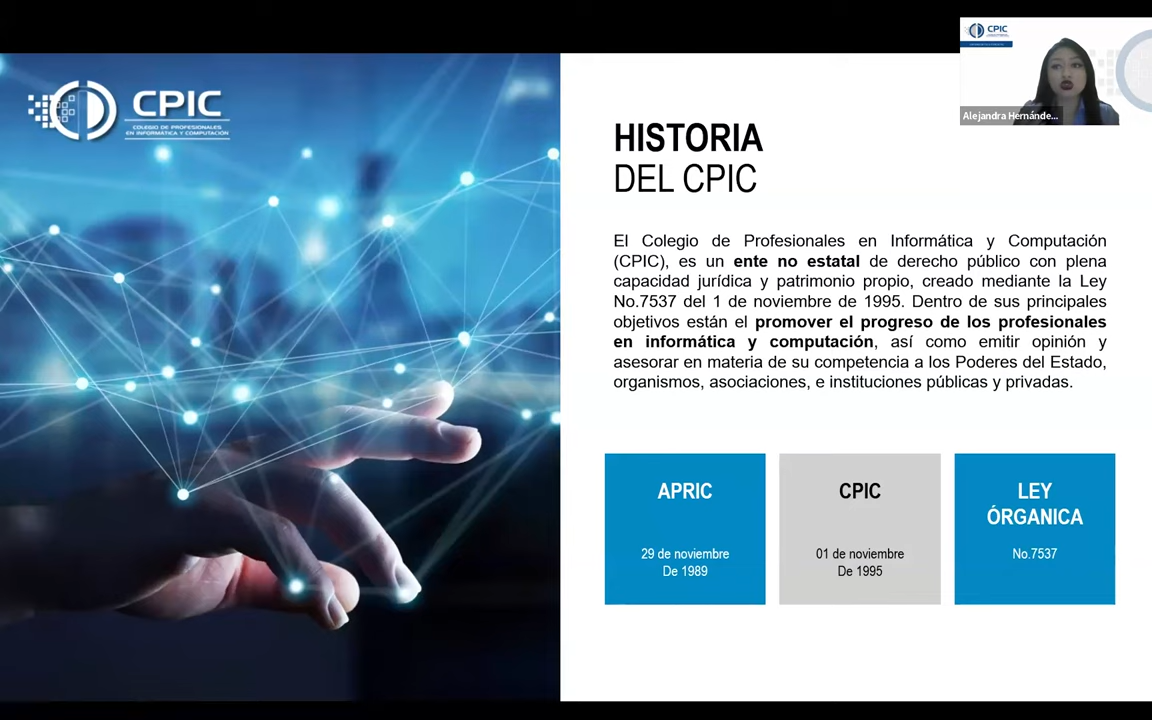 CPIC
COLEGIO DE PROFESIONALES
EN INFORMÁTICA Y COMPUTACIÓN
CPIC
Alejandra Hernánde...
HISTORIA
DEL CPIC
El Colegio de Profesionales en Informática y Computación
(CPIC), es un ente no estatal de derecho público con plena
capacidad jurídica y patrimonio propio, creado mediante la Ley
No.7537 del 1 de noviembre de 1995. Dentro de sus principales
objetivos están el promover el progreso de los profesionales
en informática y computación, así como emitir opinión y
asesorar en materia de su competencia a los Poderes del Estado,
organismos, asociaciones, e instituciones públicas y privadas.
APRIC
29 de noviembre
De 1989
CPIC
01 de noviembre
De 1995
LEY
ÓRGANICA
No.7537